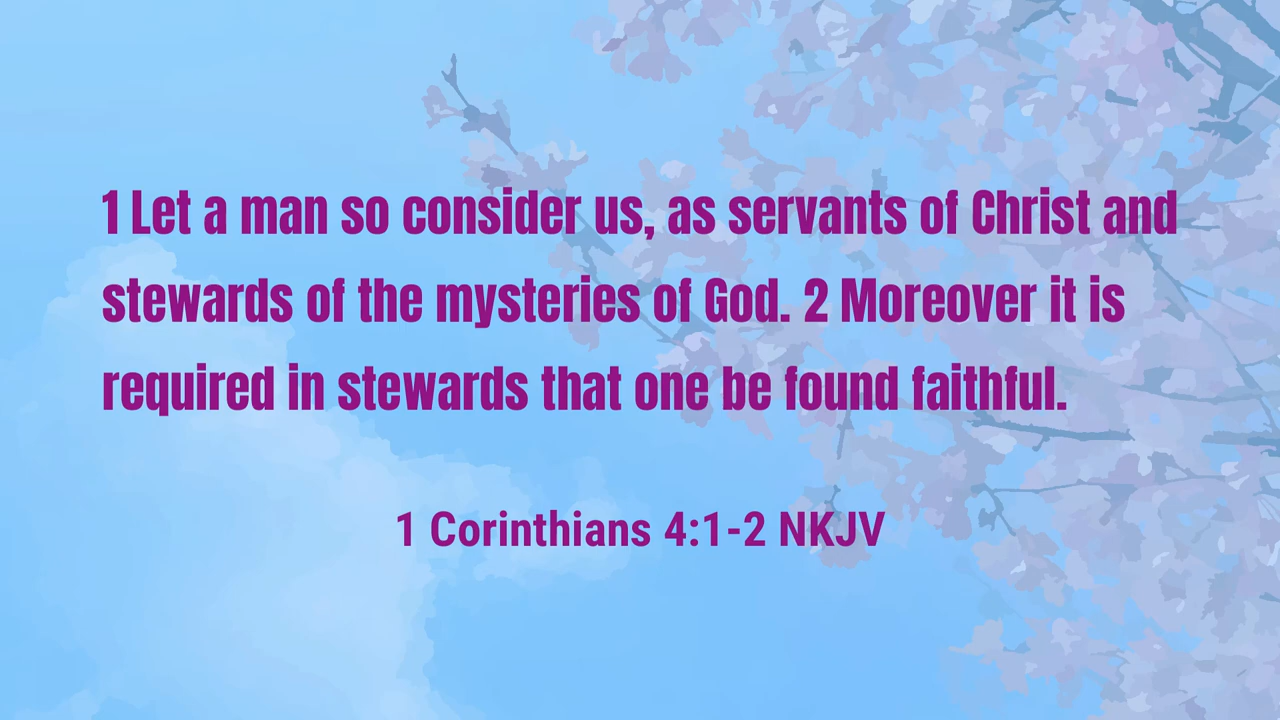 1 Let a man so consider us, as servants of Christ and
stewards of the mysteries of God. 2 Moreover it is
required in stewards that one be found faithful.
1 Corinthians 4:1-2 NKJV